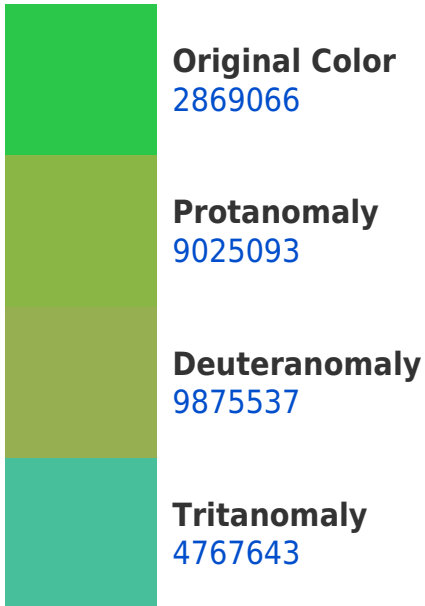 Original Color
2869066
Protanomaly
9025093
Deuteranomaly
9875537
Tritanomaly
4767643